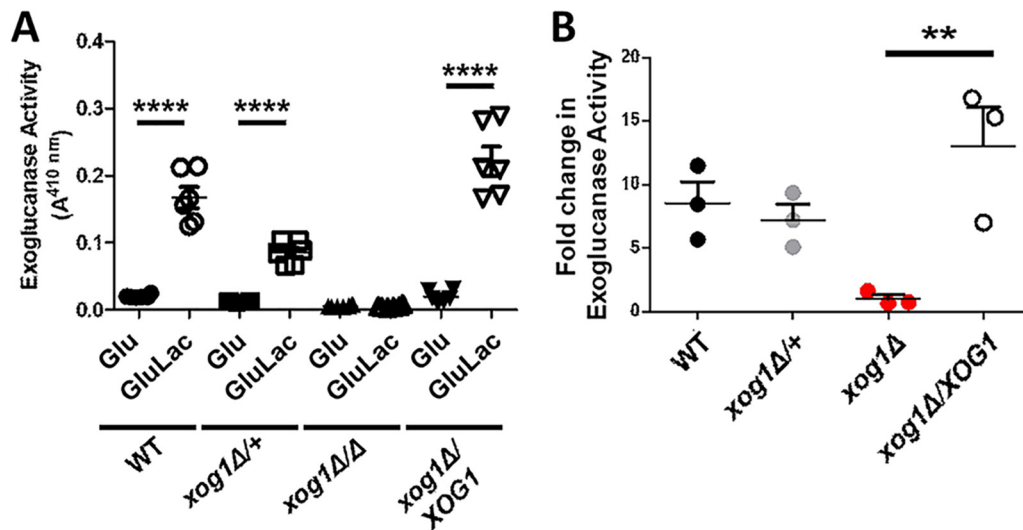 A
Exoglucanase Activity
(A410 nm)
0.4
0.3
0.2
0.1
0.0
****
****
****
Glu
GluLac
Glu
GluLac
Glu
GluLac
Glu
GluLac
WT
xog1Δ/+
xog1Δ/Δ
xog1Δ/
XOG1
B
Fold change in
Exoglucanase Activity
20
15
10
5
0
**
WT
xog1Δ/+
xog1Δ
xog1Δ/XOG1